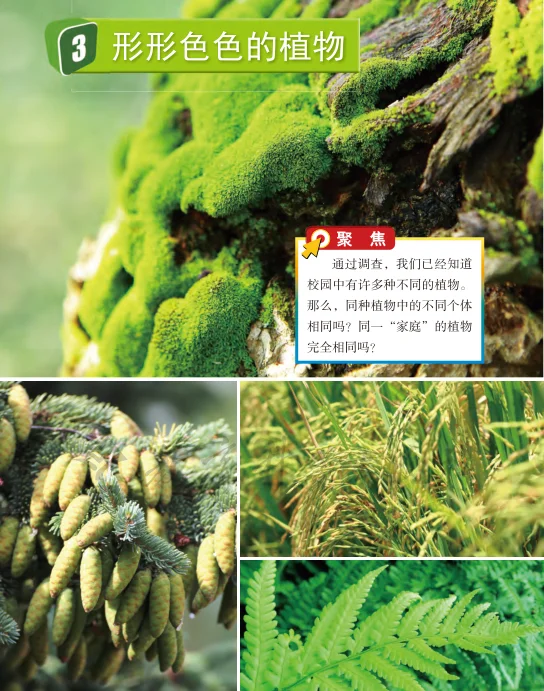 3 形形色色的植物
聚焦
通过调查，我们已经知道
校园中有许多种不同的植物。
那么，同种植物中的不同个体
相同吗？同一“家庭”的植物
完全相同吗？